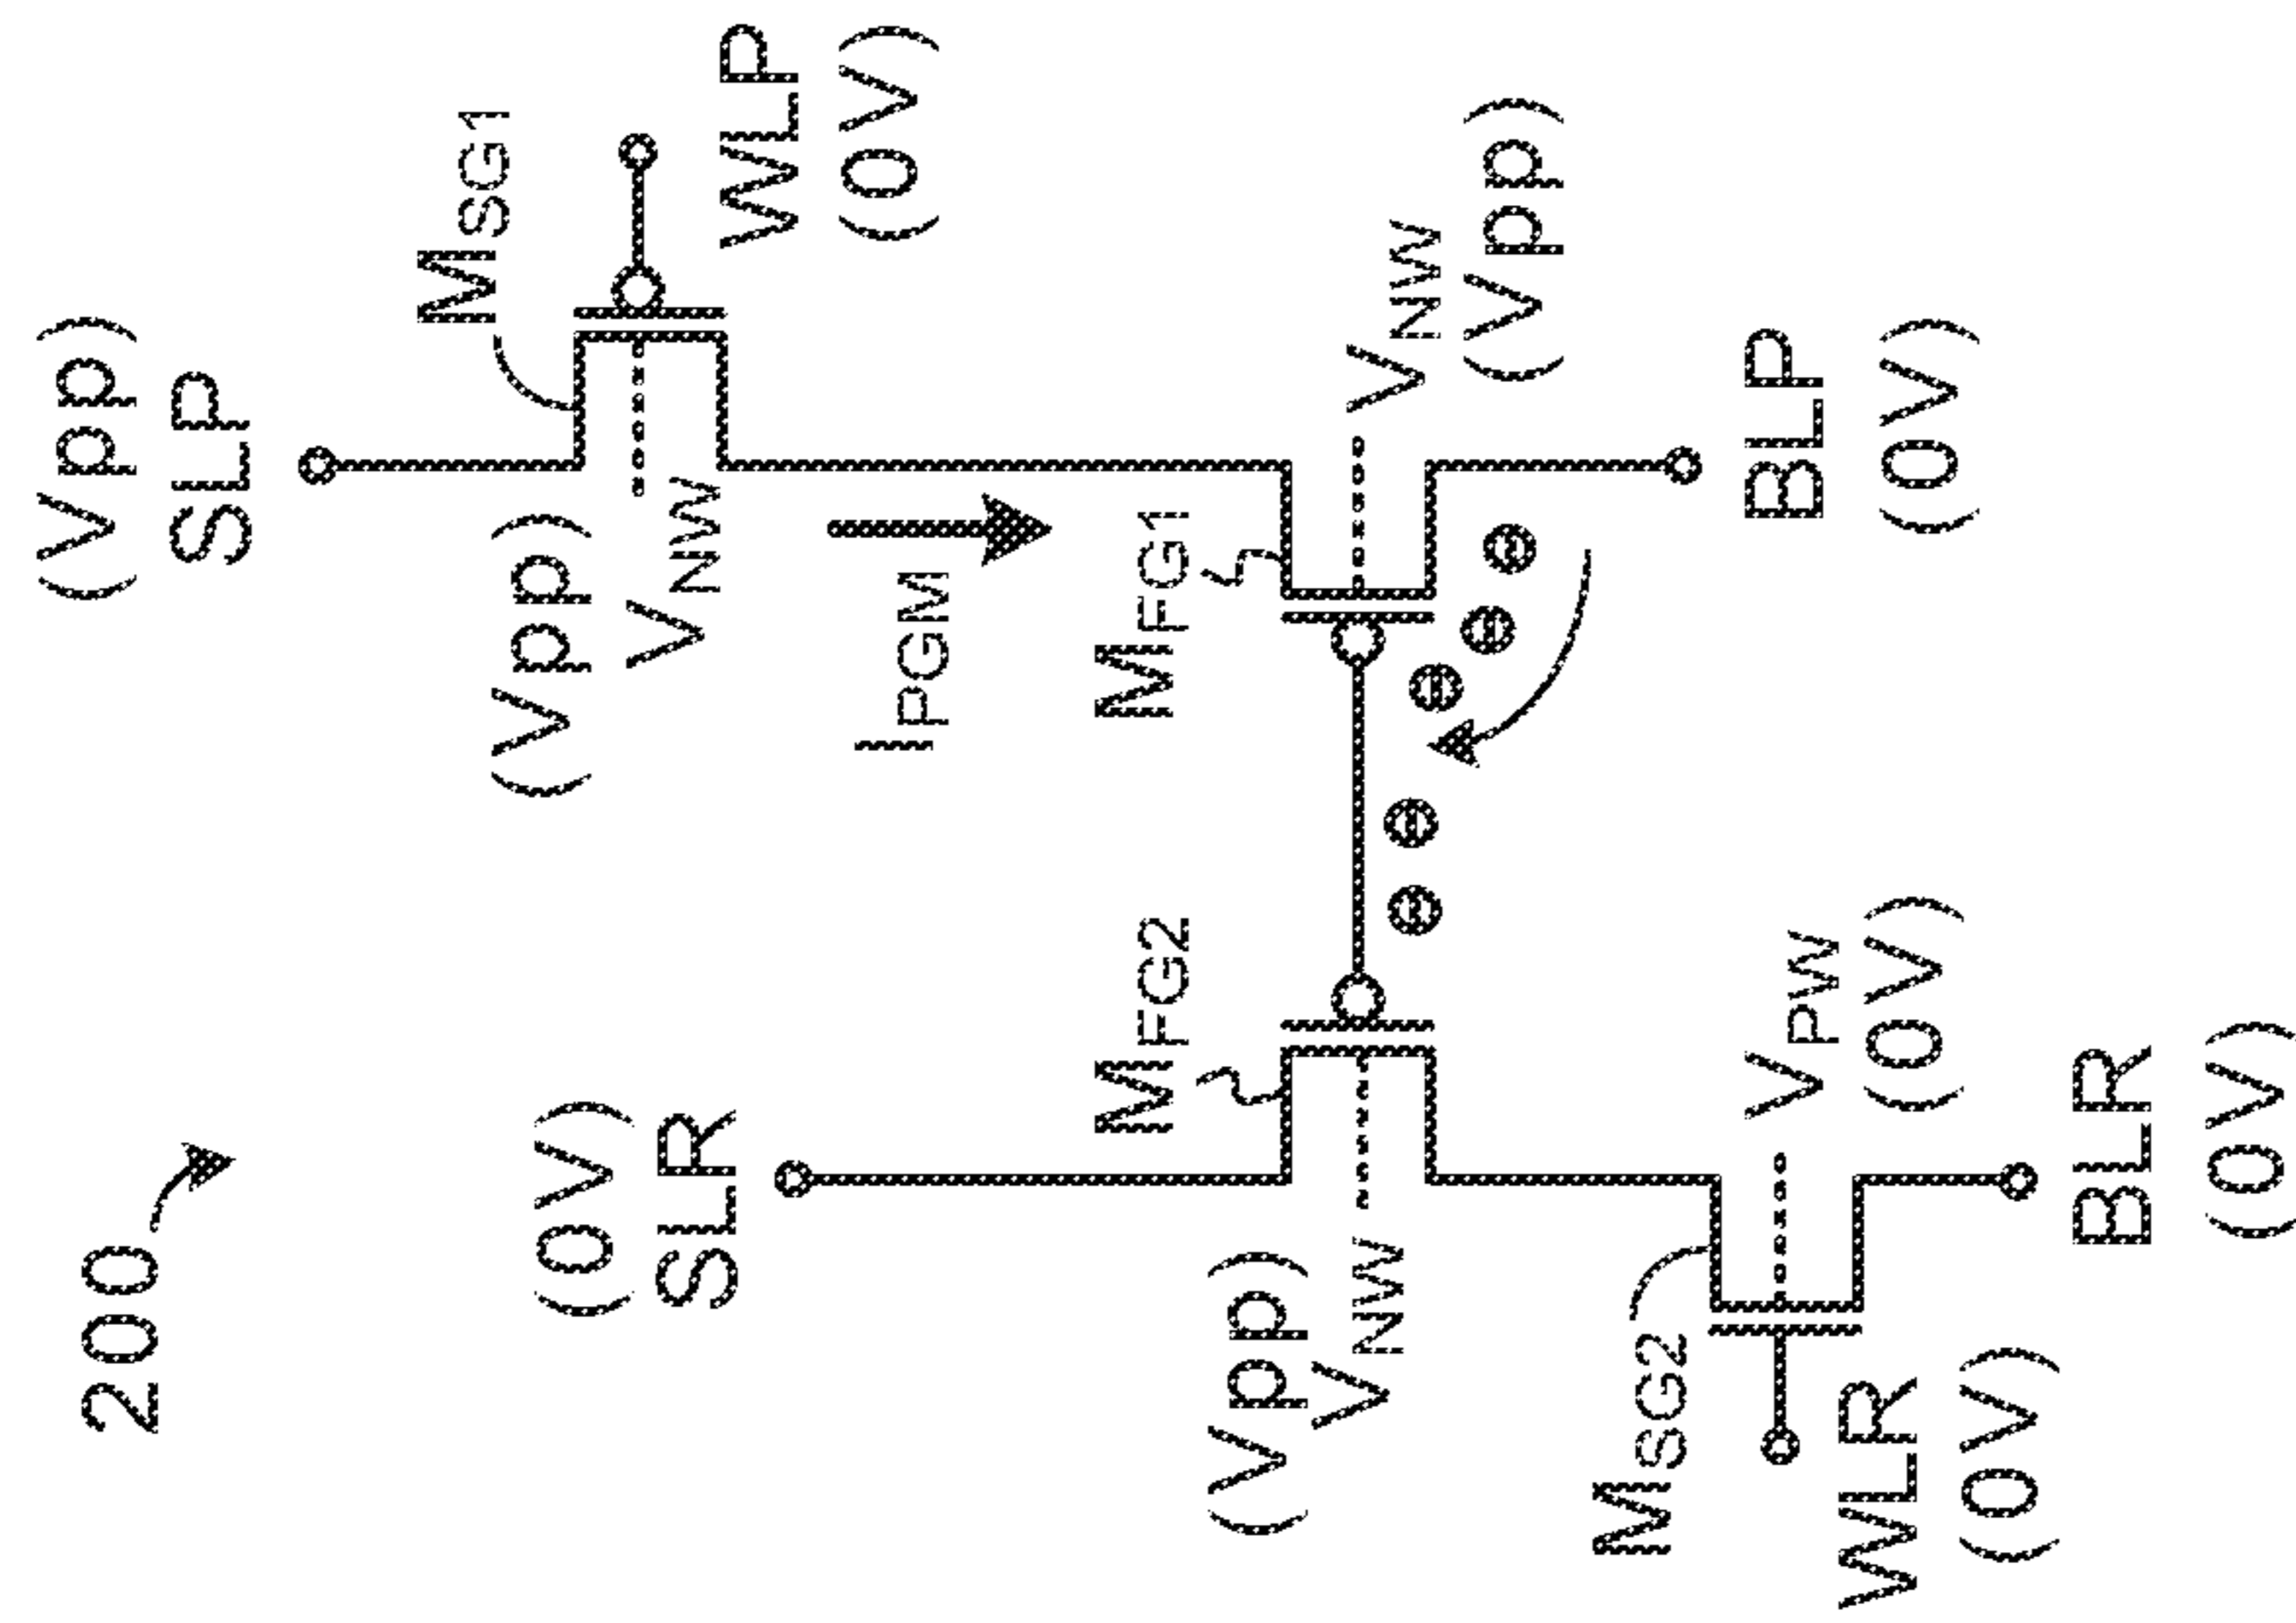 200
(Vpp)
SLP
MSG1
WLP
(0V)
(Vpp)
VNW
IPGM
(0V)
SLR
MFG2
MFG1
(Vpp)
VNW
VNW
(Vpp)
MSG2
VPW
(0V)
BLP
(0V)
WLR
(0V)
BLR
(0V)